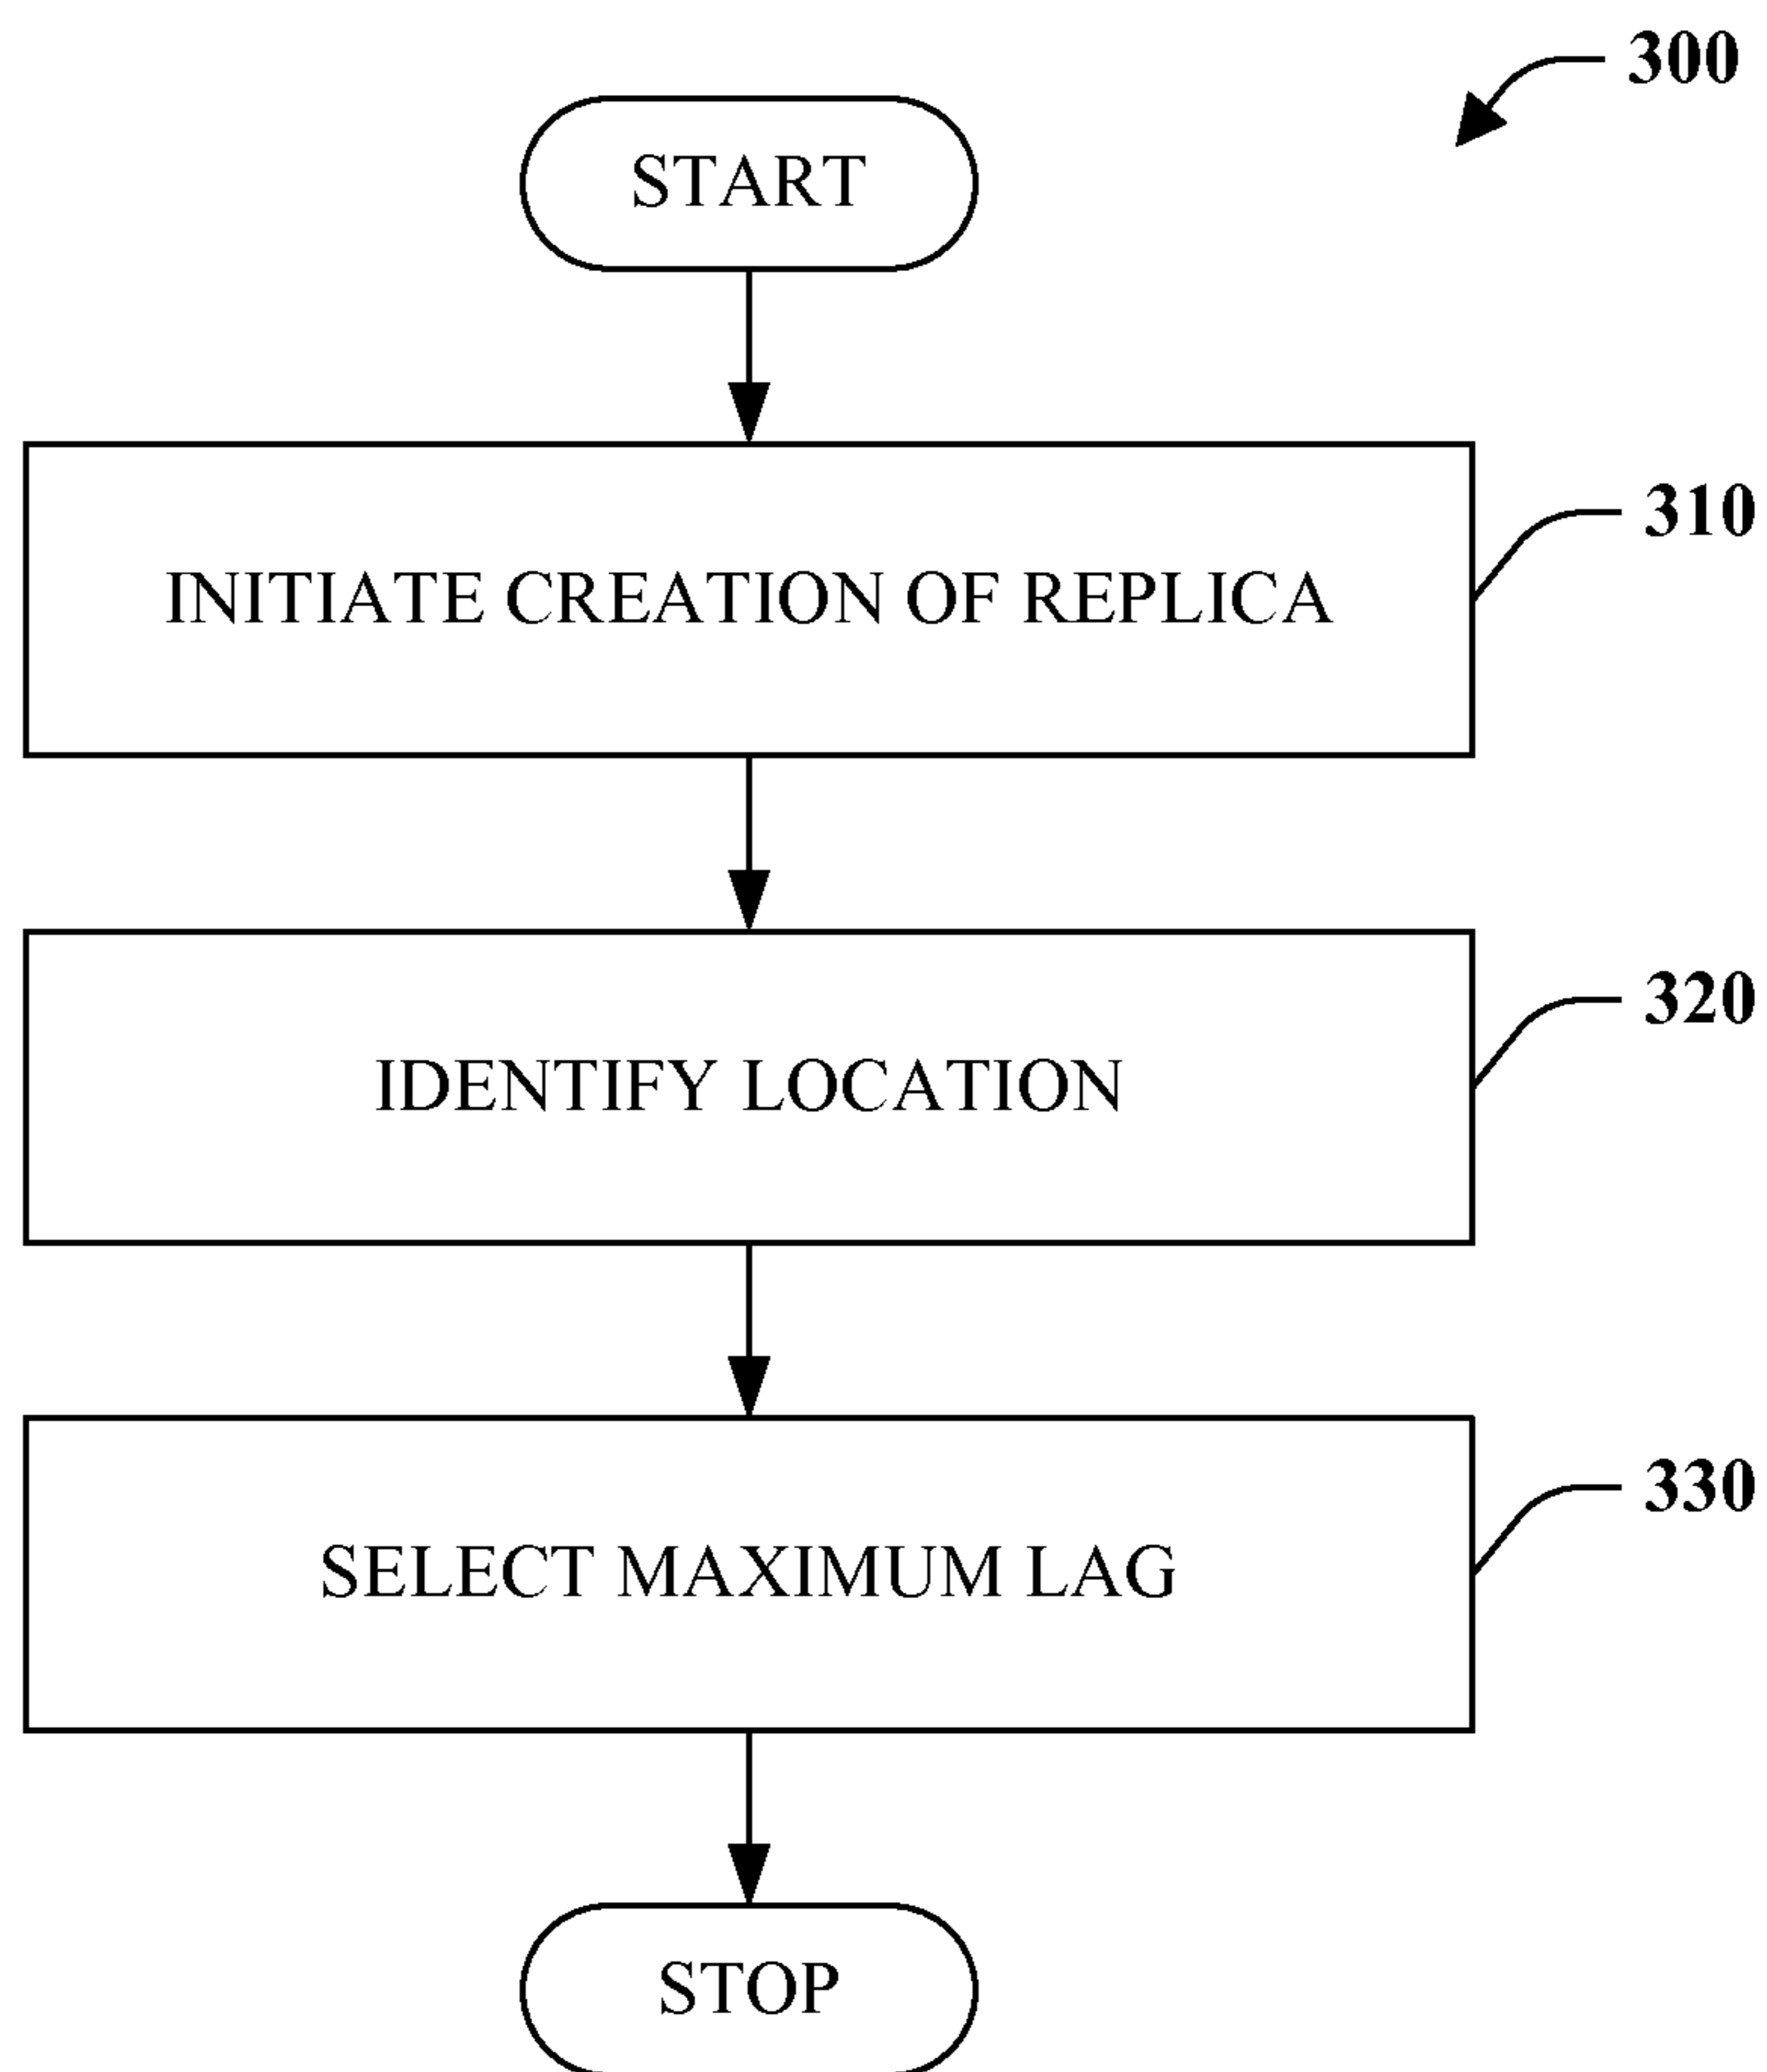 300
START
INITIATE CREATION OF REPLICA
310
IDENTIFY LOCATION
320
SELECT MAXIMUM LAG
330
STOP